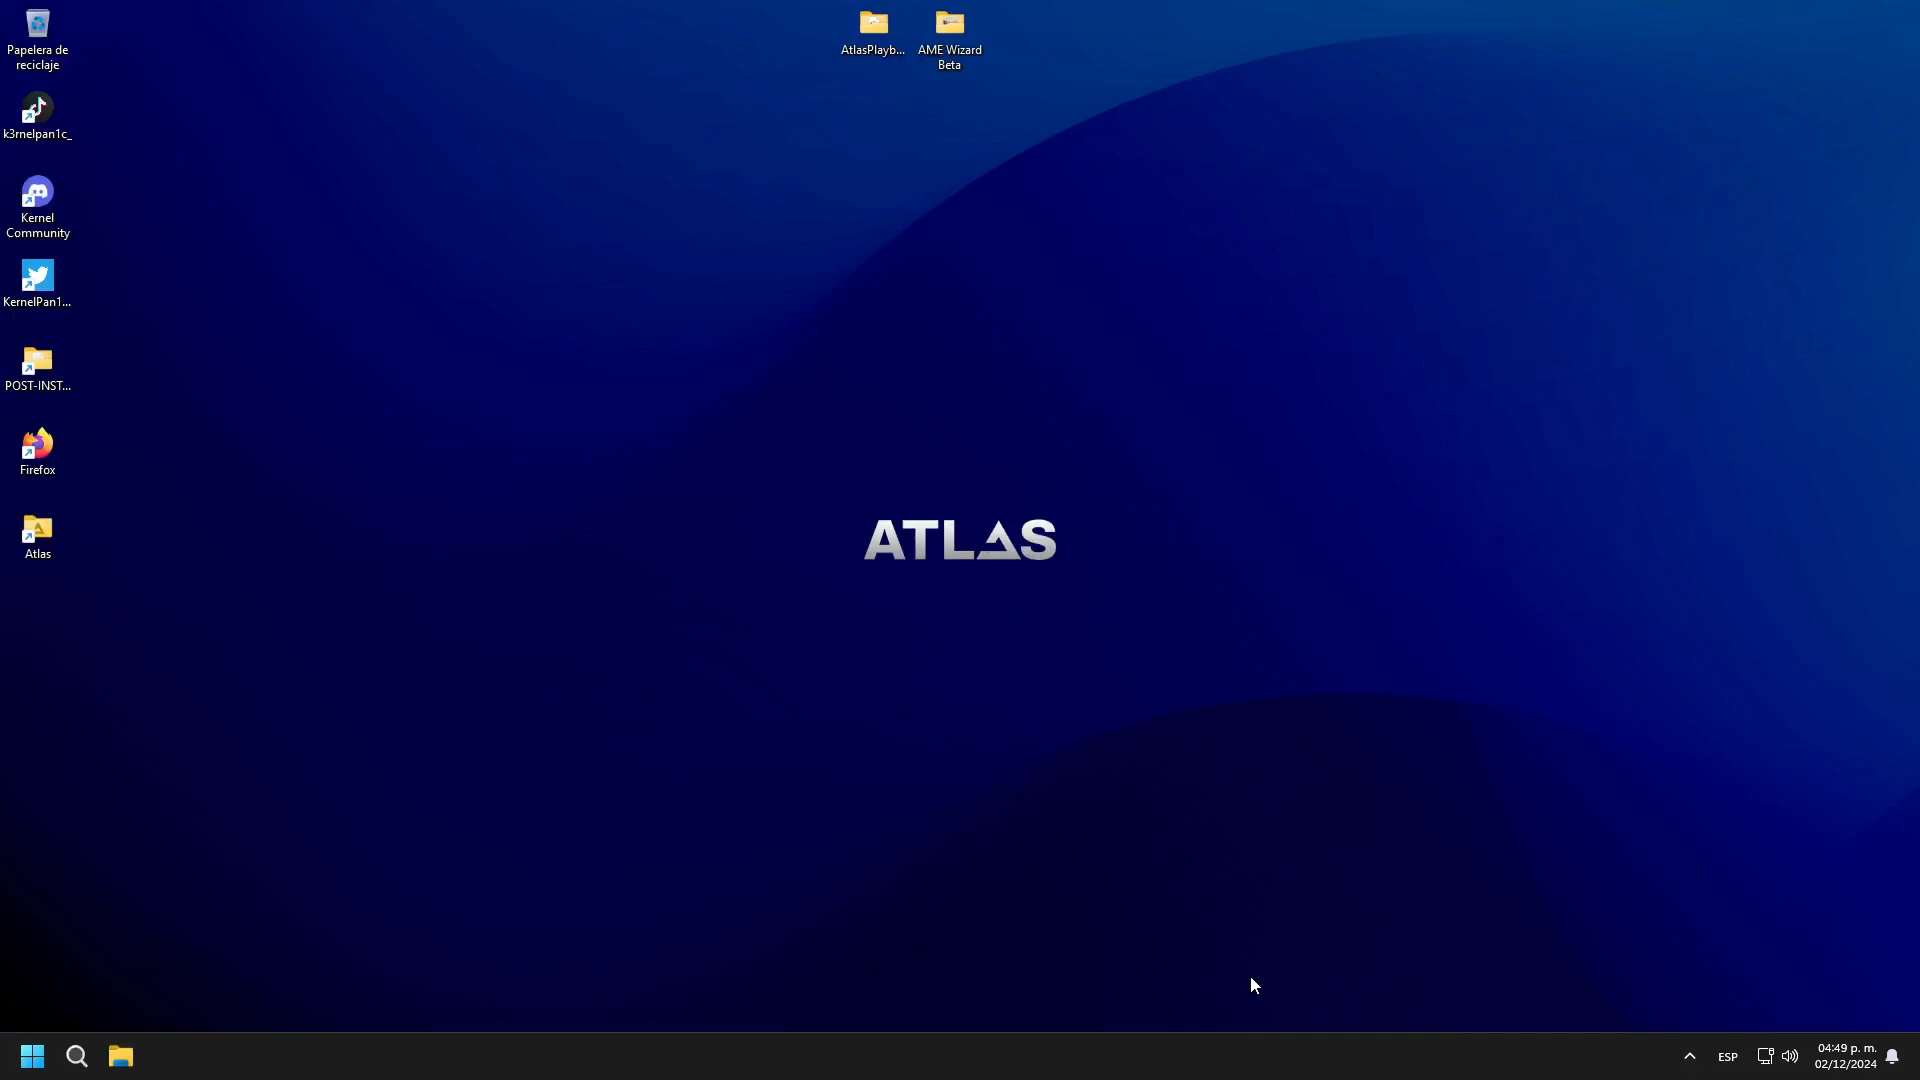 Papelera de
reciclaje
k3rnelpan1c_
Kernel
Community
KernelPan1...
POST-INST...
Firefox
Atlas
AtlasPlayb...
AME Wizard
Beta
ATLAS
ESP
04:49 p. m.
02/12/2024